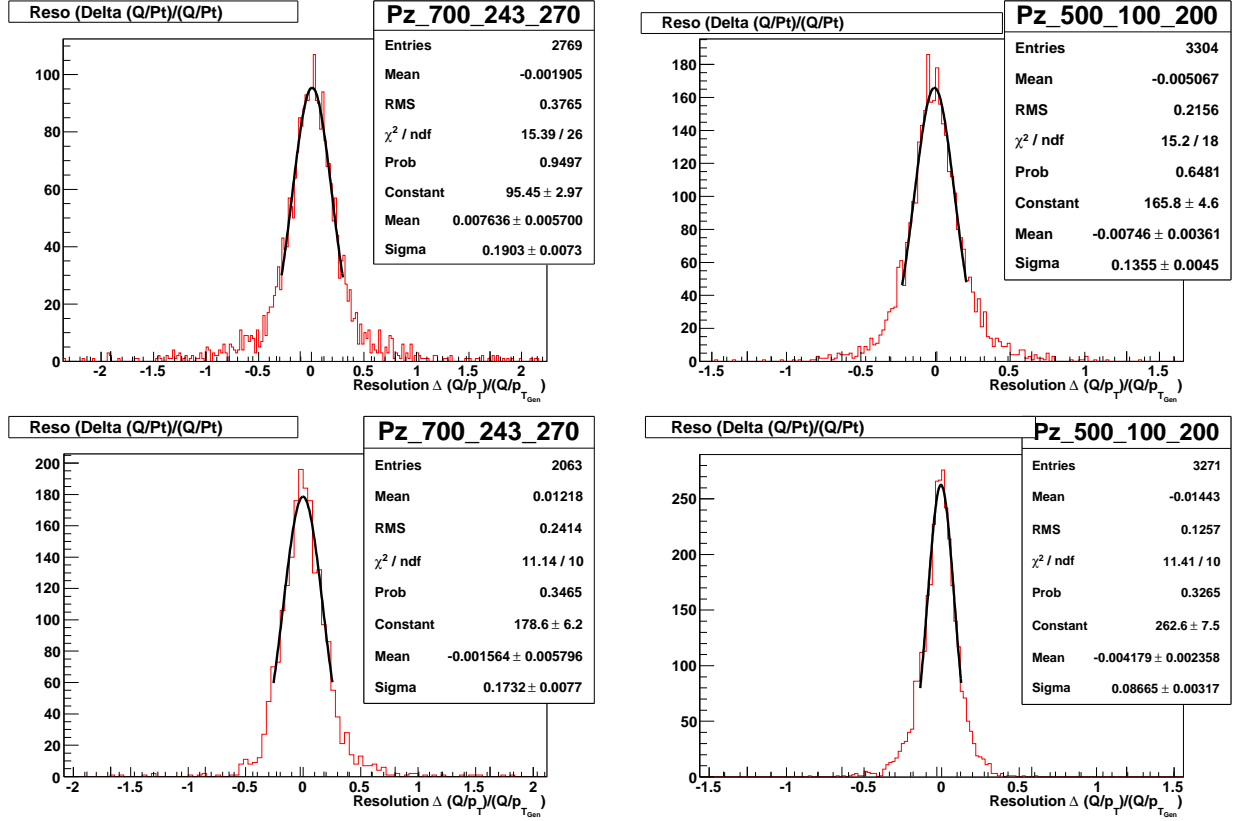 Reso (Delta (Q/Pt)/(Q/Pt)
Pz_700_243_270
Entries 2769
Mean -0.001905
RMS 0.3765
χ² / ndf 15.39 / 26
Prob 0.9497
Constant 95.45 ± 2.97
Mean 0.007636 ± 0.005700
Sigma 0.1903 ± 0.0073
100
80
60
40
20
0
-2 -1.5 -1 -0.5 0 0.5 1 1.5 2
Resolution Δ (Q/p_T)/(Q/p_T_Gen)
Reso (Delta (Q/Pt)/(Q/Pt)
Pz_500_100_200
Entries 3304
Mean -0.005067
RMS 0.2156
χ² / ndf 15.2 / 18
Prob 0.6481
Constant 165.8 ± 4.6
Mean -0.00746 ± 0.00361
Sigma 0.1355 ± 0.0045
180
160
140
120
100
80
60
40
20
0
-1.5 -1 -0.5 0 0.5 1 1.5
Resolution Δ (Q/p_T)/(Q/p_T_Gen)
Reso (Delta (Q/Pt)/(Q/Pt)
Pz_700_243_270
Entries 2063
Mean 0.01218
RMS 0.2414
χ² / ndf 11.14 / 10
Prob 0.3465
Constant 178.6 ± 6.2
Mean -0.001564 ± 0.005796
Sigma 0.1732 ± 0.0077
200
180
160
140
120
100
80
60
40
20
0
-2 -1.5 -1 -0.5 0 0.5 1 1.5 2
Resolution Δ (Q/p_T)/(Q/p_T_Gen)
Reso (Delta (Q/Pt)/(Q/Pt)
Pz_500_100_200
Entries 3271
Mean -0.01443
RMS 0.1257
χ² / ndf 11.41 / 10
Prob 0.3265
Constant 262.6 ± 7.5
Mean -0.004179 ± 0.002358
Sigma 0.08665 ± 0.00317
250
200
150
100
50
0
-1.5 -1 -0.5 0 0.5 1 1.5
Resolution Δ (Q/p_T)/(Q/p_T_Gen)